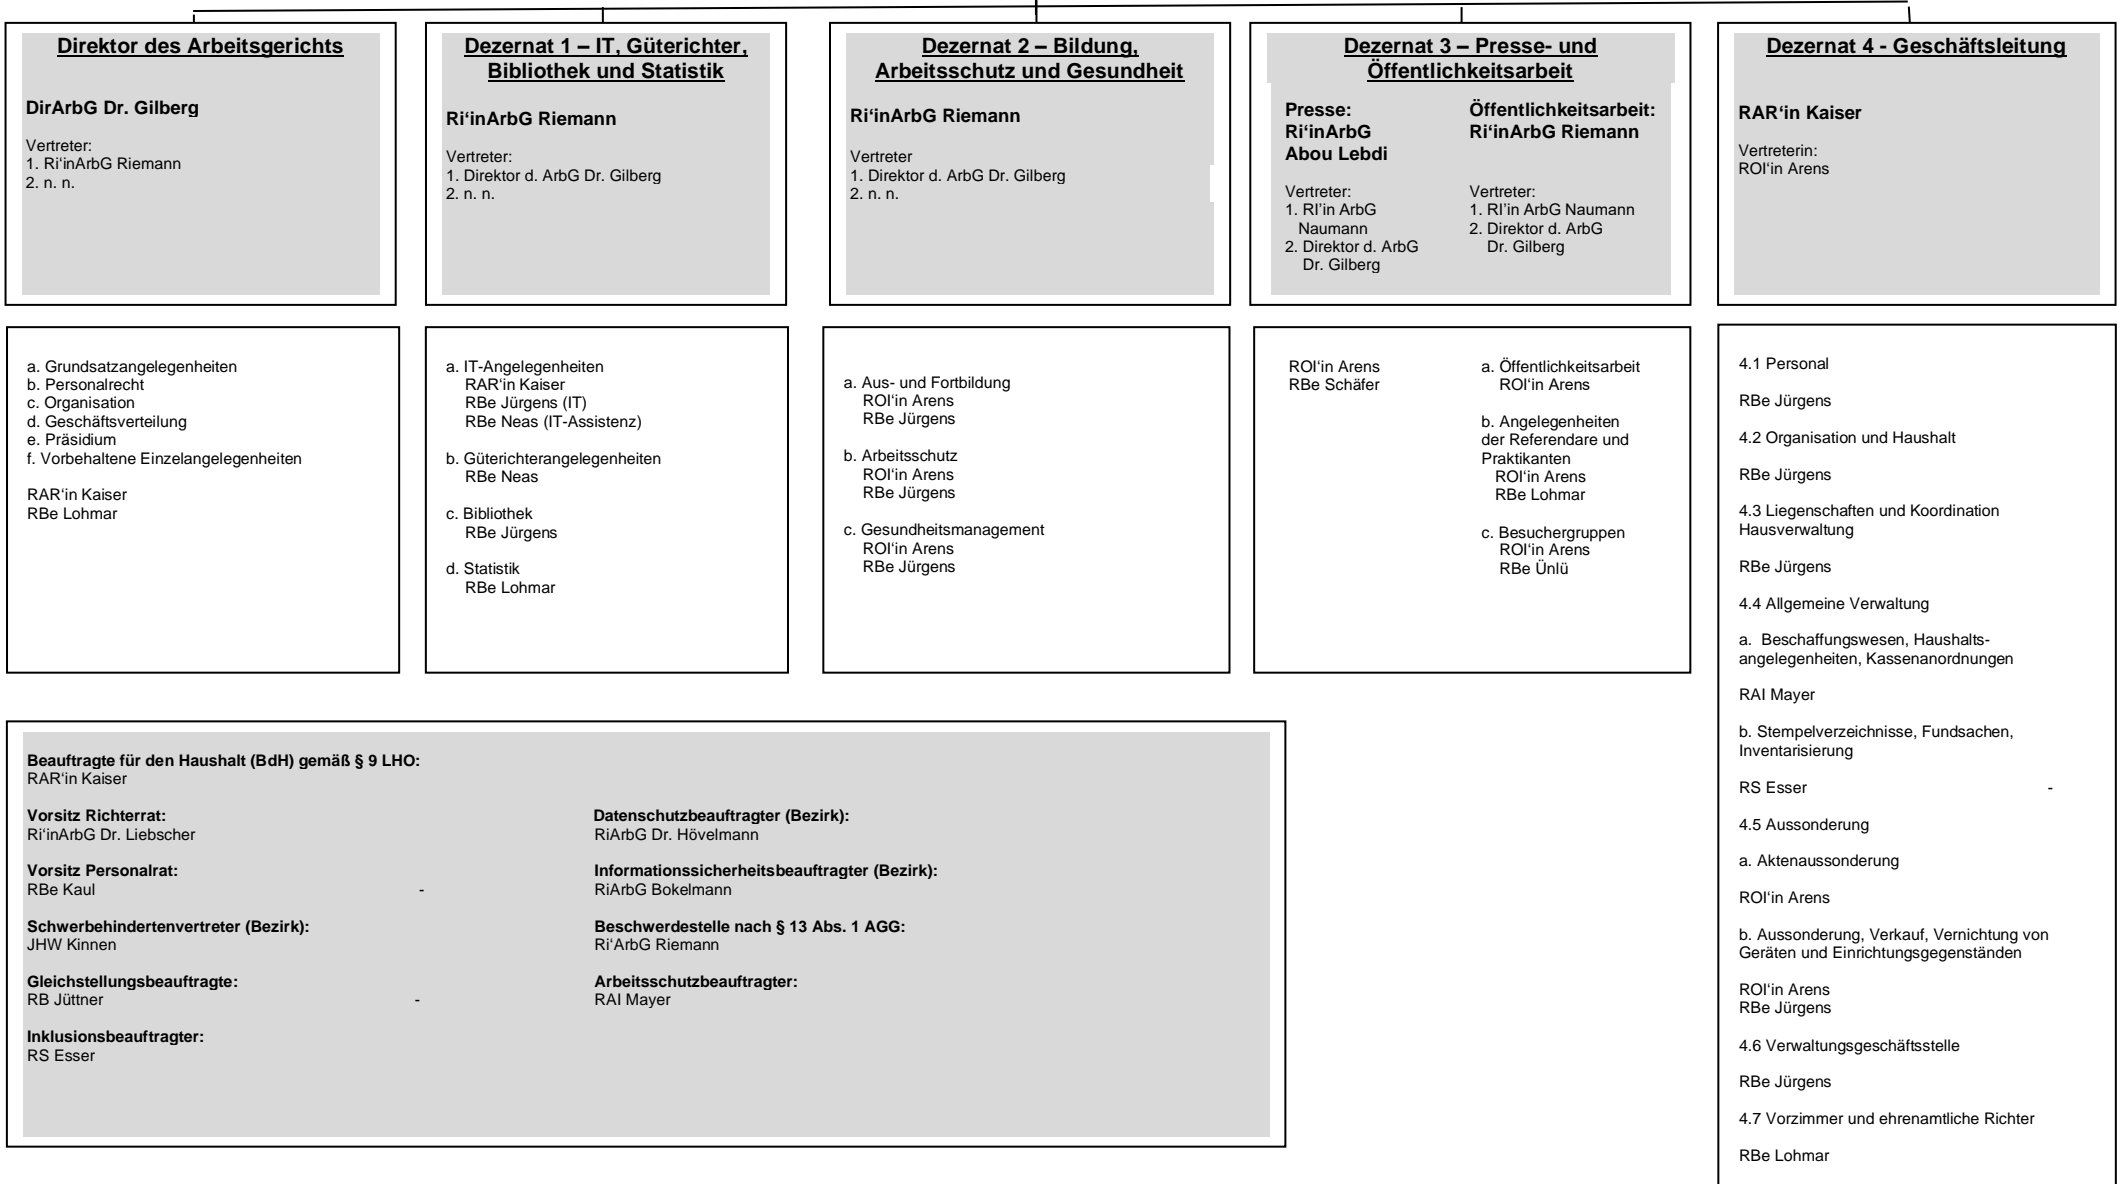 Direktor des Arbeitsgerichts
DirArbG Dr. Gilberg
Vertreter:
1. Ri‘inArbG Riemann
2. n. n.
Dezernat 1 – IT, Güterichter,
Bibliothek und Statistik
Ri‘inArbG Riemann
Vertreter:
1. Direktor d. ArbG Dr. Gilberg
2. n. n.
Dezernat 2 – Bildung,
Arbeitsschutz und Gesundheit
Ri‘inArbG Riemann
Vertreter
1. Direktor d. ArbG Dr. Gilberg
2. n. n.
Dezernat 3 – Presse- und
Öffentlichkeitsarbeit
Presse:
Ri‘inArbG
Abou Lebdi
Vertreter:
1. RI’in ArbG
Naumann
2. Direktor d. ArbG
Dr. Gilberg
Öffentlichkeitsarbeit:
Ri‘inArbG Riemann
Vertreter:
1. RI’in ArbG Naumann
2. Direktor d. ArbG
Dr. Gilberg
Dezernat 4 - Geschäftsleitung
RAR‘in Kaiser
Vertreterin:
ROI‘in Arens
a. Grundsatzangelegenheiten
b. Personalrecht
c. Organisation
d. Geschäftsverteilung
e. Präsidium
f. Vorbehaltene Einzelangelegenheiten
RAR‘in Kaiser
RBe Lohmar
a. IT-Angelegenheiten
RAR‘in Kaiser
RBe Jürgens (IT)
RBe Neas (IT-Assistenz)
b. Güterichterangelegenheiten
RBe Neas
c. Bibliothek
RBe Jürgens
d. Statistik
RBe Lohmar
a. Aus- und Fortbildung
ROI‘in Arens
RBe Jürgens
b. Arbeitsschutz
ROI‘in Arens
RBe Jürgens
c. Gesundheitsmanagement
ROI‘in Arens
RBe Jürgens
ROI‘in Arens
RBe Schäfer
a. Öffentlichkeitsarbeit
ROI‘in Arens
b. Angelegenheiten
der Referendare und
Praktikanten
ROI‘in Arens
RBe Lohmar
c. Besuchergruppen
ROI‘in Arens
RBe Ünlü
4.1 Personal
RBe Jürgens
4.2 Organisation und Haushalt
RBe Jürgens
4.3 Liegenschaften und Koordination
Hausverwaltung
RBe Jürgens
4.4 Allgemeine Verwaltung
a. Beschaffungswesen, Haushalts-
angelegenheiten, Kassenanordnungen
RAI Mayer
b. Stempelverzeichnisse, Fundsachen,
Inventarisierung
RS Esser -
4.5 Aussonderung
a. Aktenaussonderung
ROI‘in Arens
b. Aussonderung, Verkauf, Vernichtung von
Geräten und Einrichtungsgegenständen
ROI‘in Arens
RBe Jürgens
4.6 Verwaltungsgeschäftsstelle
RBe Jürgens
4.7 Vorzimmer und ehrenamtliche Richter
RBe Lohmar
Beauftragte für den Haushalt (BdH) gemäß § 9 LHO:
RAR‘in Kaiser
Vorsitz Richterrat:
Ri‘inArbG Dr. Liebscher
Vorsitz Personalrat:
RBe Kaul -
Schwerbehindertenvertreter (Bezirk):
JHW Kinnen
Gleichstellungsbeauftragte:
RB Jüttner -
Inklusionsbeauftragter:
RS Esser
Datenschutzbeauftragter (Bezirk):
RiArbG Dr. Hövelmann
Informationssicherheitsbeauftragter (Bezirk):
RiArbG Bokelmann
Beschwerdestelle nach § 13 Abs. 1 AGG:
Ri‘ArbG Riemann
Arbeitsschutzbeauftragter:
RAI Mayer